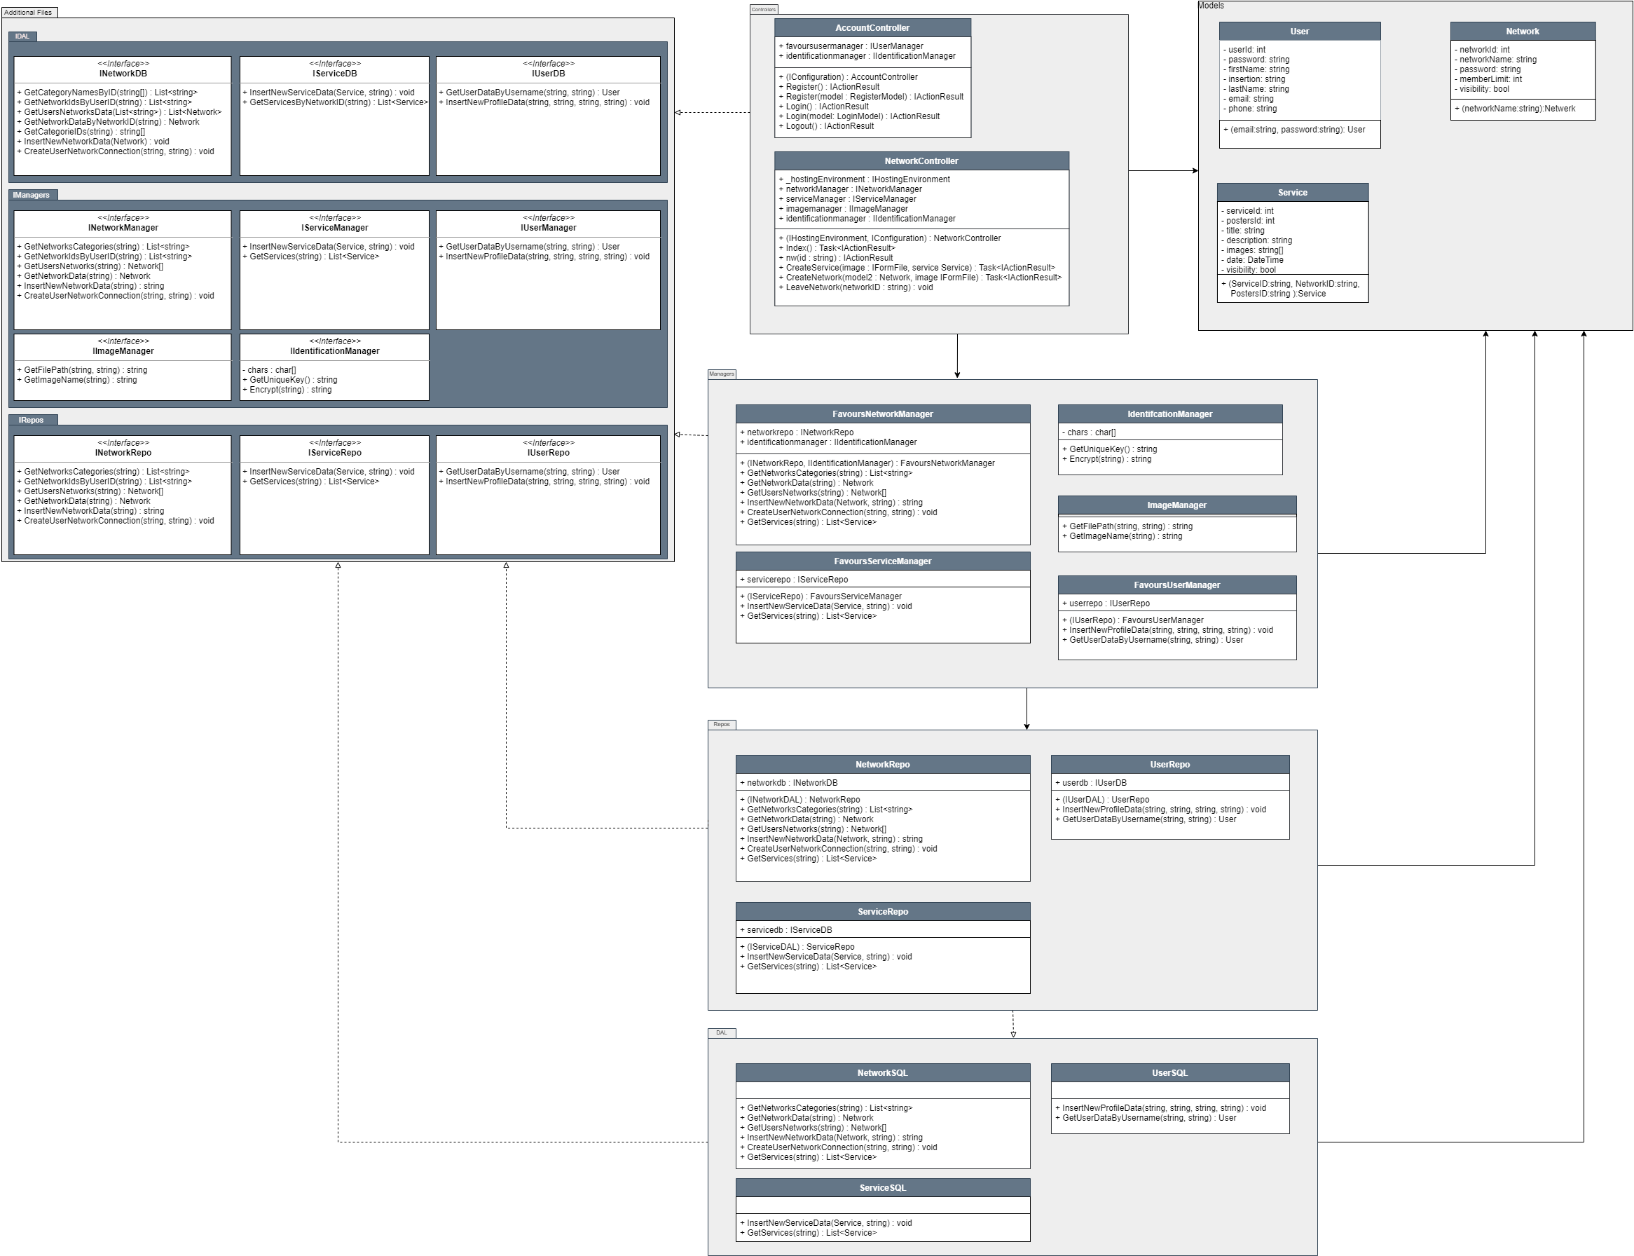 Additional Files
IDAL
<<Interface>>
INetworkDB
+ GetCategoryNamesByID(string[]) : List<string>
+ GetNetworkIdsByUserID(string) : List<string>
+ GetUsersNetworksData(List<string>) : List<Network>
+ GetNetworkDataByNetworkID(string) : Network
+ GetCategorieIDs(string) : string[]
+ InsertNewNetworkData(Network) : void
+ CreateUserNetworkConnection(string, string) : void
<<Interface>>
IServiceDB
+ InsertNewServiceData(Service, string) : void
+ GetServicesByNetworkID(string) : List<Service>
<<Interface>>
IUserDB
+ GetUserDataByUsername(string, string) : User
+ InsertNewProfileData(string, string, string, string) : void
IManagers
<<Interface>>
INetworkManager
+ GetNetworksCategories(string) : List<string>
+ GetNetworkIdsByUserID(string) : List<string>
+ GetUsersNetworks(string) : Network[]
+ GetNetworkData(string) : Network
+ InsertNewNetworkData(string) : string
+ CreateUserNetworkConnection(string, string) : void
<<Interface>>
IServiceManager
+ InsertNewServiceData(Service, string) : void
+ GetServices(string) : List<Service>
<<Interface>>
IUserManager
+ GetUserDataByUsername(string, string) : User
+ InsertNewProfileData(string, string, string, string) : void
<<Interface>>
IImageManager
+ GetFilePath(string, string) : string
+ GetImageName(string) : string
<<Interface>>
IIdentificationManager
- chars : char[]
+ GetUniqueKey() : string
+ Encrypt(string) : string
IRepos
<<Interface>>
INetworkRepo
+ GetNetworksCategories(string) : List<string>
+ GetNetworkIdsByUserID(string) : List<string>
+ GetUsersNetworks(string) : Network[]
+ GetNetworkData(string) : Network
+ InsertNewNetworkData(string) : string
+ CreateUserNetworkConnection(string, string) : void
<<Interface>>
IServiceRepo
+ InsertNewServiceData(Service, string) : void
+ GetServices(string) : List<Service>
<<Interface>>
IUserRepo
+ GetUserDataByUsername(string, string) : User
+ InsertNewProfileData(string, string, string, string) : void
Controllers
AccountController
+ favoursusermanager : IUserManager
+ identificationmanager : IIdentificationManager
+ (IConfiguration) : AccountController
+ Register() : IActionResult
+ Register(model : RegisterModel) : IActionResult
+ Login() : IActionResult
+ Login(model: LoginModel) : IActionResult
+ Logout() : IActionResult
NetworkController
+ _hostingEnvironment : IHostingEnvironment
+ networkManager : INetworkManager
+ serviceManager : IServiceManager
+ imagemanager : IImageManager
+ identificationmanager : IIdentificationManager
+ (IHostingEnvironment, IConfiguration) : NetworkController
+ Index() : Task<IActionResult>
+ nw(id : string) : IActionResult
+ CreateService(image : IFormFile, service Service) : Task<IActionResult>
+ CreateNetwork(model2 : Network, image IFormFile) : Task<IActionResult>
+ LeaveNetwork(networkID : string) : void
Models
User
- userId: int
- password: string
- firstName: string
- insertion: string
- lastName: string
- email: string
- phone: string
+ (email:string, password:string): User
Network
- networkId: int
- networkName: string
- password: string
- memberLimit: int
- visibility: bool
+ (networkName:string):Network
Service
- serviceId: int
- postersId: int
- title: string
- description: string
- images: string[]
- date: DateTime
- visibility: bool
+ (ServiceID:string, NetworkID:string,
PostersID:string ):Service
Managers
FavoursNetworkManager
+ networkrepo : INetworkRepo
+ identificationmanager : IIdentificationManager
+ (INetworkRepo, IIdentificationManager) : FavoursNetworkManager
+ GetNetworksCategories(string) : List<string>
+ GetNetworkData(string) : Network
+ GetUsersNetworks(string) : Network[]
+ InsertNewNetworkData(Network, string) : string
+ CreateUserNetworkConnection(string, string) : void
+ GetServices(string) : List<Service>
IdentifcationManager
- chars : char[]
+ GetUniqueKey() : string
+ Encrypt(string) : string
ImageManager
+ GetFilePath(string, string) : string
+ GetImageName(string) : string
FavoursServiceManager
+ servicerepo : IServiceRepo
+ (IServiceRepo) : FavoursServiceManager
+ InsertNewServiceData(Service, string) : void
+ GetServices(string) : List<Service>
FavoursUserManager
+ userrepo : IUserRepo
+ (IUserRepo) : FavoursUserManager
+ InsertNewProfileData(string, string, string, string) : void
+ GetUserDataByUsername(string, string) : User
Repos
NetworkRepo
+ networkdb : INetworkDB
+ (INetworkDAL) : NetworkRepo
+ GetNetworksCategories(string) : List<string>
+ GetNetworkData(string) : Network
+ GetUsersNetworks(string) : Network[]
+ InsertNewNetworkData(Network, string) : string
+ CreateUserNetworkConnection(string, string) : void
+ GetServices(string) : List<Service>
UserRepo
+ userdb : IUserDB
+ (IUserDAL) : UserRepo
+ InsertNewProfileData(string, string, string, string) : void
+ GetUserDataByUsername(string, string) : User
ServiceRepo
+ servicedb : IServiceDB
+ (IServiceDAL) : ServiceRepo
+ InsertNewServiceData(Service, string) : void
+ GetServices(string) : List<Service>
DAL
NetworkSQL
+ GetNetworksCategories(string) : List<string>
+ GetNetworkData(string) : Network
+ GetUsersNetworks(string) : Network[]
+ InsertNewNetworkData(Network, string) : string
+ CreateUserNetworkConnection(string, string) : void
+ GetServices(string) : List<Service>
UserSQL
+ InsertNewProfileData(string, string, string, string) : void
+ GetUserDataByUsername(string, string) : User
ServiceSQL
+ InsertNewServiceData(Service, string) : void
+ GetServices(string) : List<Service>